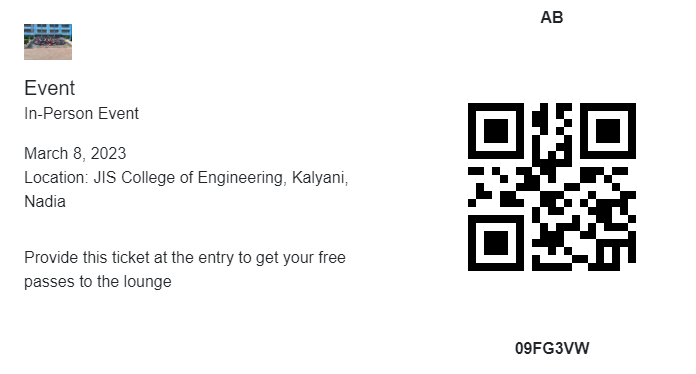 AB
Event
In-Person Event
March 8, 2023
Location: JIS College of Engineering, Kalyani,
Nadia
Provide this ticket at the entry to get your free
passes to the lounge
09FG3VW